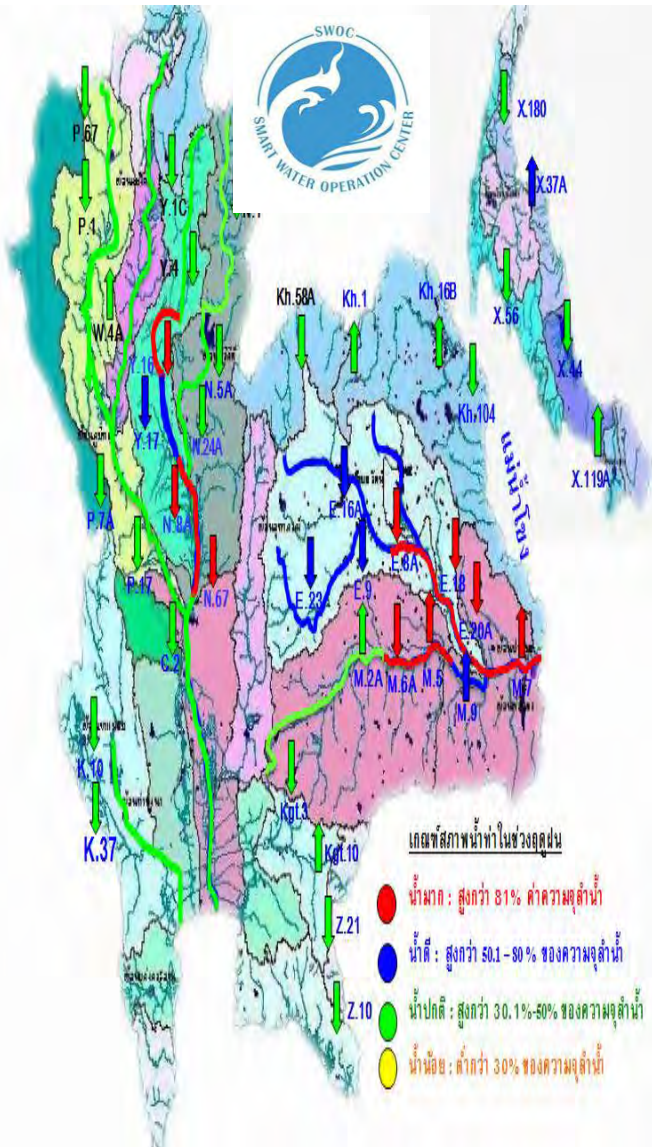 SWOC
SMART WATER OPERATION CENTER
X.180
P.67
X.37A
P.1
Y.1C
N.1
Y.4
Kh.58A
Kh.1
Kh.16B
W.4A
X.56
Y.16
N.5A
X.44
Kh.104
Y.17
N.24A
แม่น้ำโขง
X.119A
P.7A
N.8A
E.16A
E.8A
P.17
N.67
E.23
E.9
E.18
E.20A
C.2
M.2A
M.6A
M.5
M.7
M.9
K.10
Kgt.3
K.37
เกณฑ์สภาพน้ำท่าในช่วงฤดูฝน
Kgt.10
น้ำมาก : สูงกว่า 81% ค่าความจุลำน้ำ
Z.21
น้ำดี : สูงกว่า 50.1 - 80 % ของความจุลำน้ำ
Z.10
น้ำปกติ : สูงกว่า 30.1%-50% ของความจุลำน้ำ
น้ำน้อย : ต่ำกว่า 30% ของความจุลำน้ำ